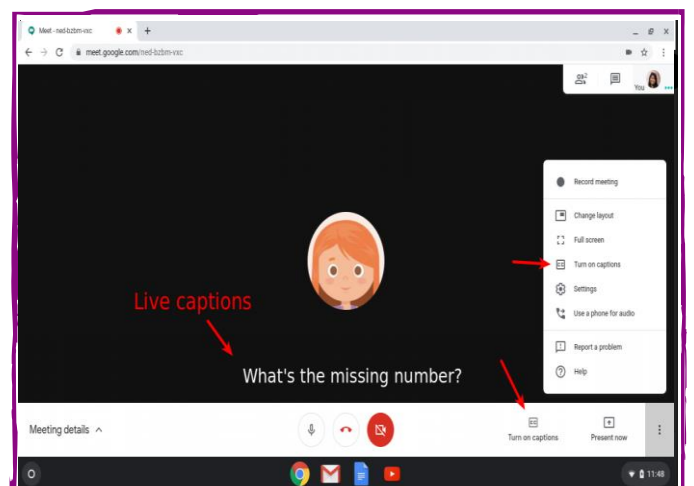 Meet - ned-bzbm-vxc
meet.google.com/ned-bzbm-vxc
2
You
Record meeting
Change layout
Full screen
Turn on captions
Settings
Use a phone for audio
Report a problem
Help
Live captions
What's the missing number?
Meeting details
Turn on captions
Present now
11:48